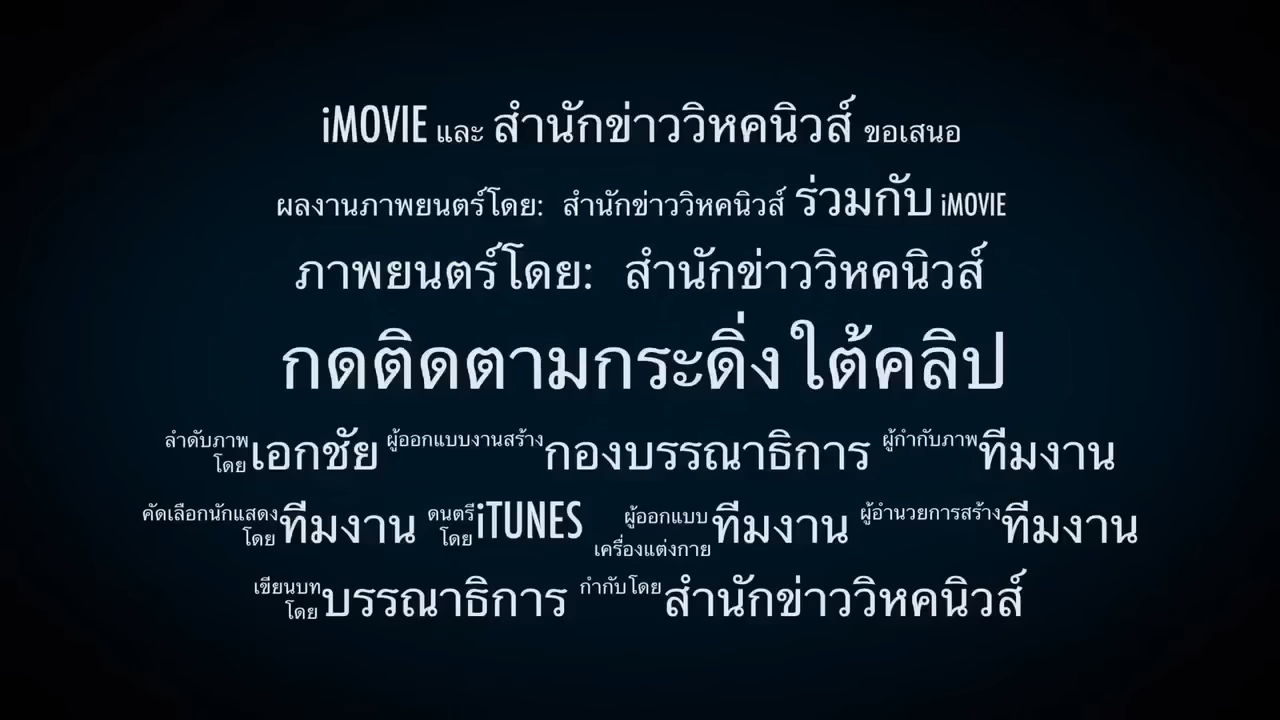 iMOVIE และ สำนักข่าววิหคนิวส์ ขอเสนอ
ผลงานภาพยนตร์โดย: สำนักข่าววิหคนิวส์ ร่วมกับ iMOVIE
ภาพยนตร์โดย: สำนักข่าววิหคนิวส์
กดติดตามกระดิ่ง ใต้คลิป
ลำดับภาพโดย เอกชัย ผู้ออกแบบงานสร้าง กองบรรณาธิการ ผู้กำกับภาพ ทีมงาน
คัดเลือกนักแสดงโดย ทีมงาน ดนตรีโดย iTUNES ผู้ออกแบบเครื่องแต่งกาย ทีมงาน ผู้อำนวยการสร้าง ทีมงาน
เขียนบทโดย บรรณาธิการ กำกับโดย สำนักข่าววิหคนิวส์